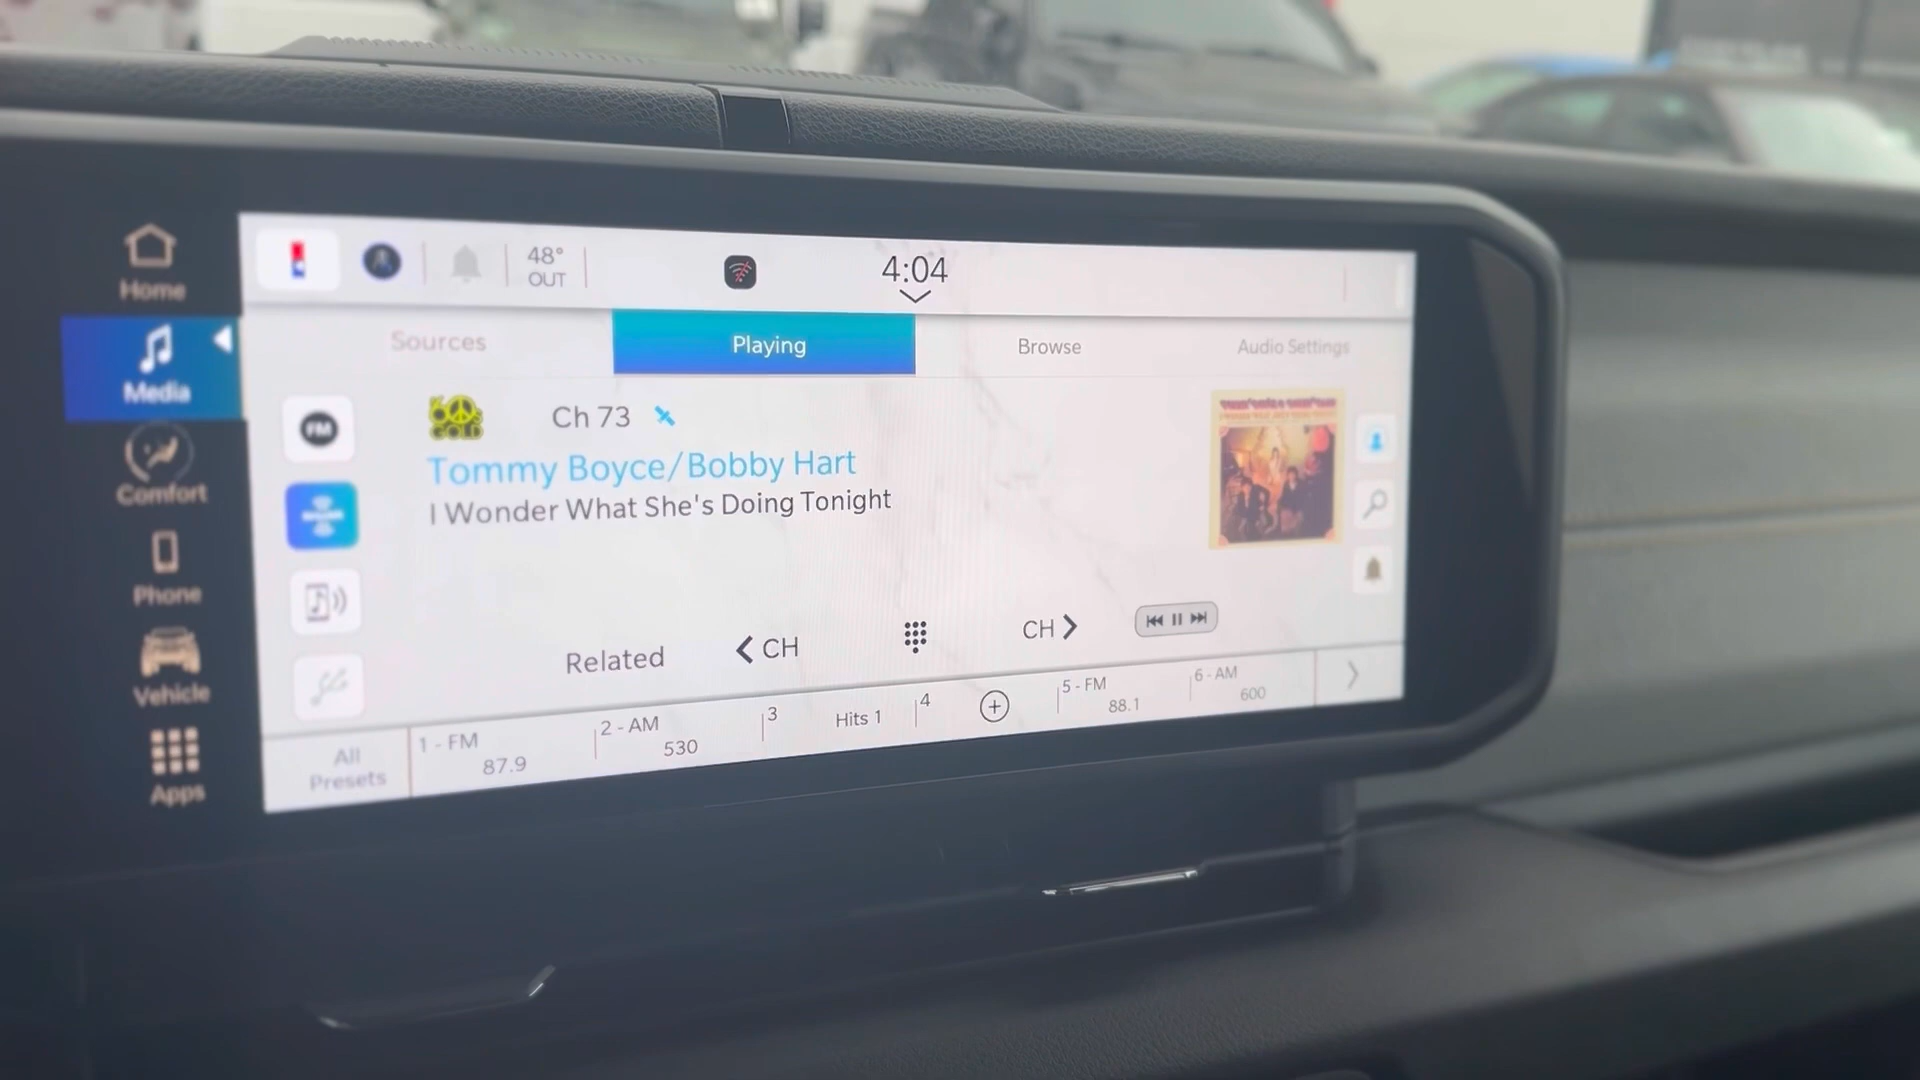 Home
Media
Comfort
Phone
Vehicle
Apps
48°
OUT
4:04
Sources
Playing
Browse
Audio Settings
FM
60s
GOLD
Ch 73
Tommy Boyce/Bobby Hart
I Wonder What She's Doing Tonight
Related
CH
CH
All
Presets
1 - FM
87.9
2 - AM
530
3
Hits 1
4
5 - FM
88.1
6 - AM
600